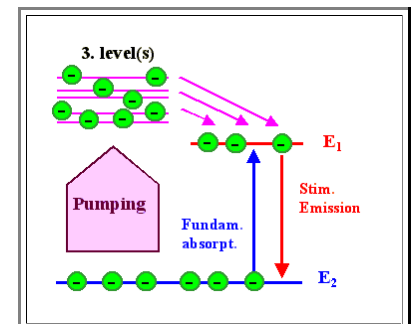 3. level(s)
E1
Pumping
Stim.
Emission
Fundam.
absorpt.
E2